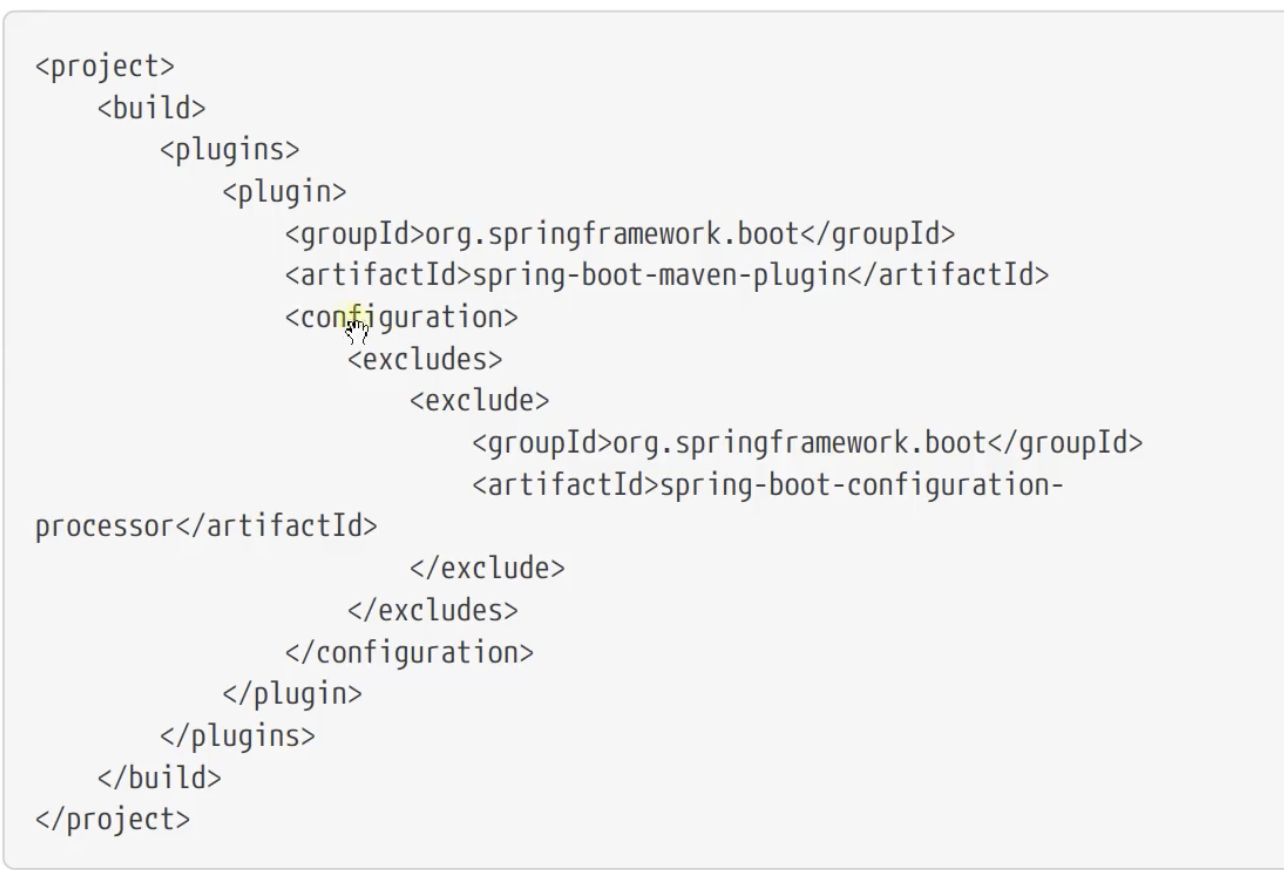 <project>
    <build>
        <plugins>
            <plugin>
                <groupId>org.springframework.boot</groupId>
                <artifactId>spring-boot-maven-plugin</artifactId>
                <configuration>
                    <excludes>
                        <exclude>
                            <groupId>org.springframework.boot</groupId>
                            <artifactId>spring-boot-configuration-
processor</artifactId>
                        </exclude>
                    </excludes>
                </configuration>
            </plugin>
        </plugins>
    </build>
</project>